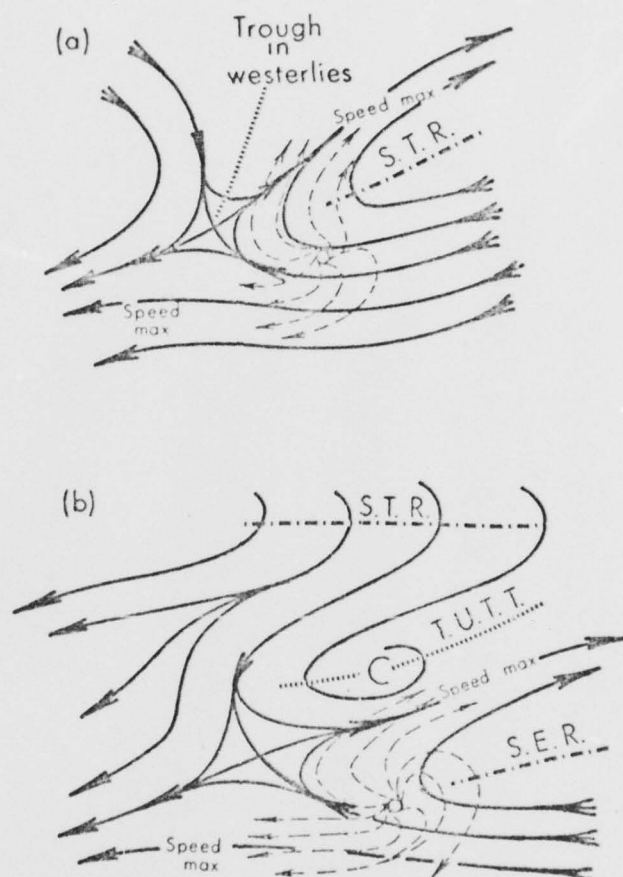 (a)
Trough
in
westerlies
Speed max
S.T.R.
Speed
max
(b)
S.T.R.
T.U.T.T.
C
Speed max
S.E.R.
Speed
max